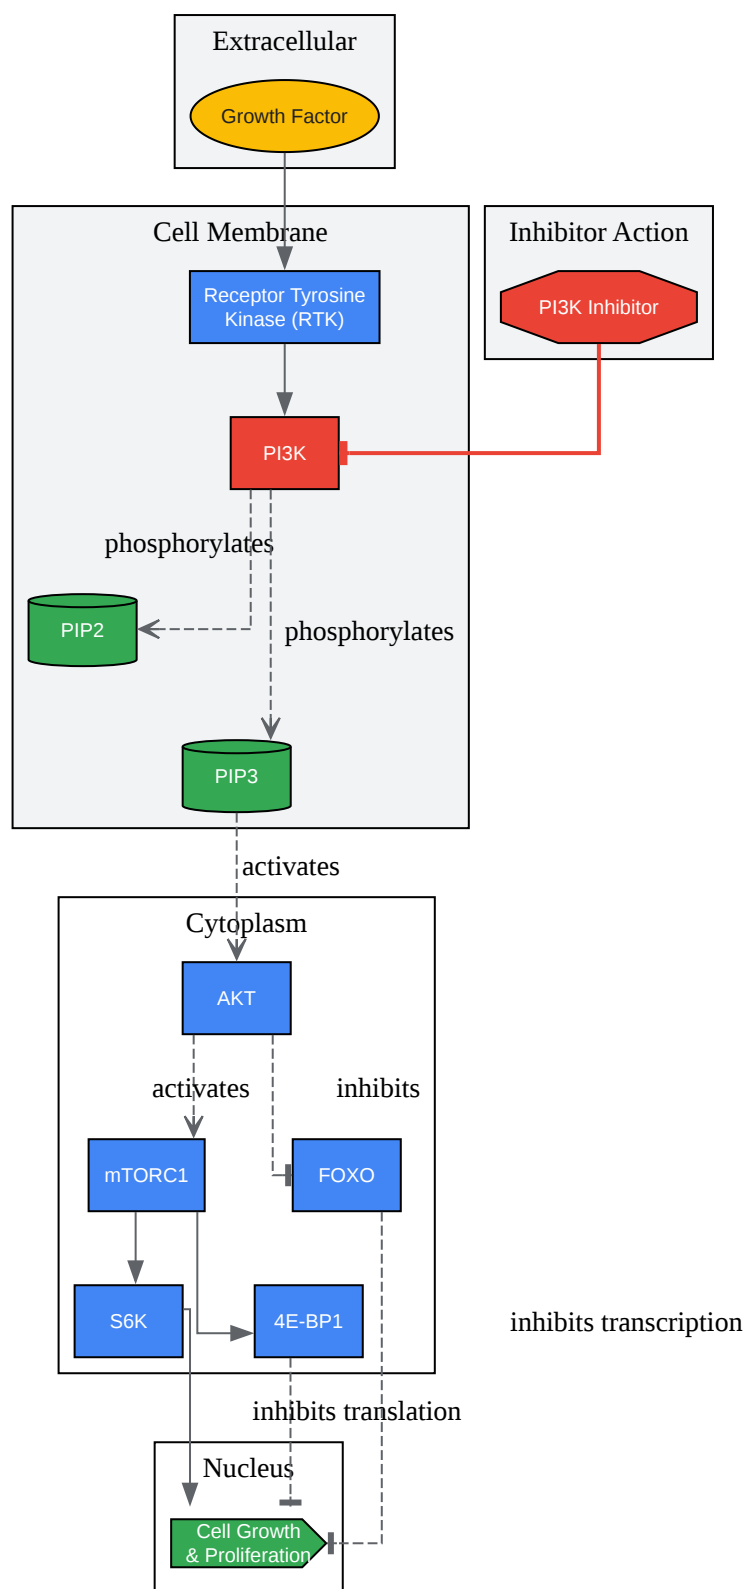 Extracellular
Growth Factor
Cell Membrane
Inhibitor Action
Receptor Tyrosine
Kinase (RTK)
PI3K Inhibitor
PI3K
phosphorylates
PIP2
phosphorylates
PIP3
activates
Cytoplasm
AKT
activates
inhibits
mTORC1
FOXO
S6K
4E-BP1
inhibits transcription
inhibits translation
Nucleus
Cell Growth
& Proliferation